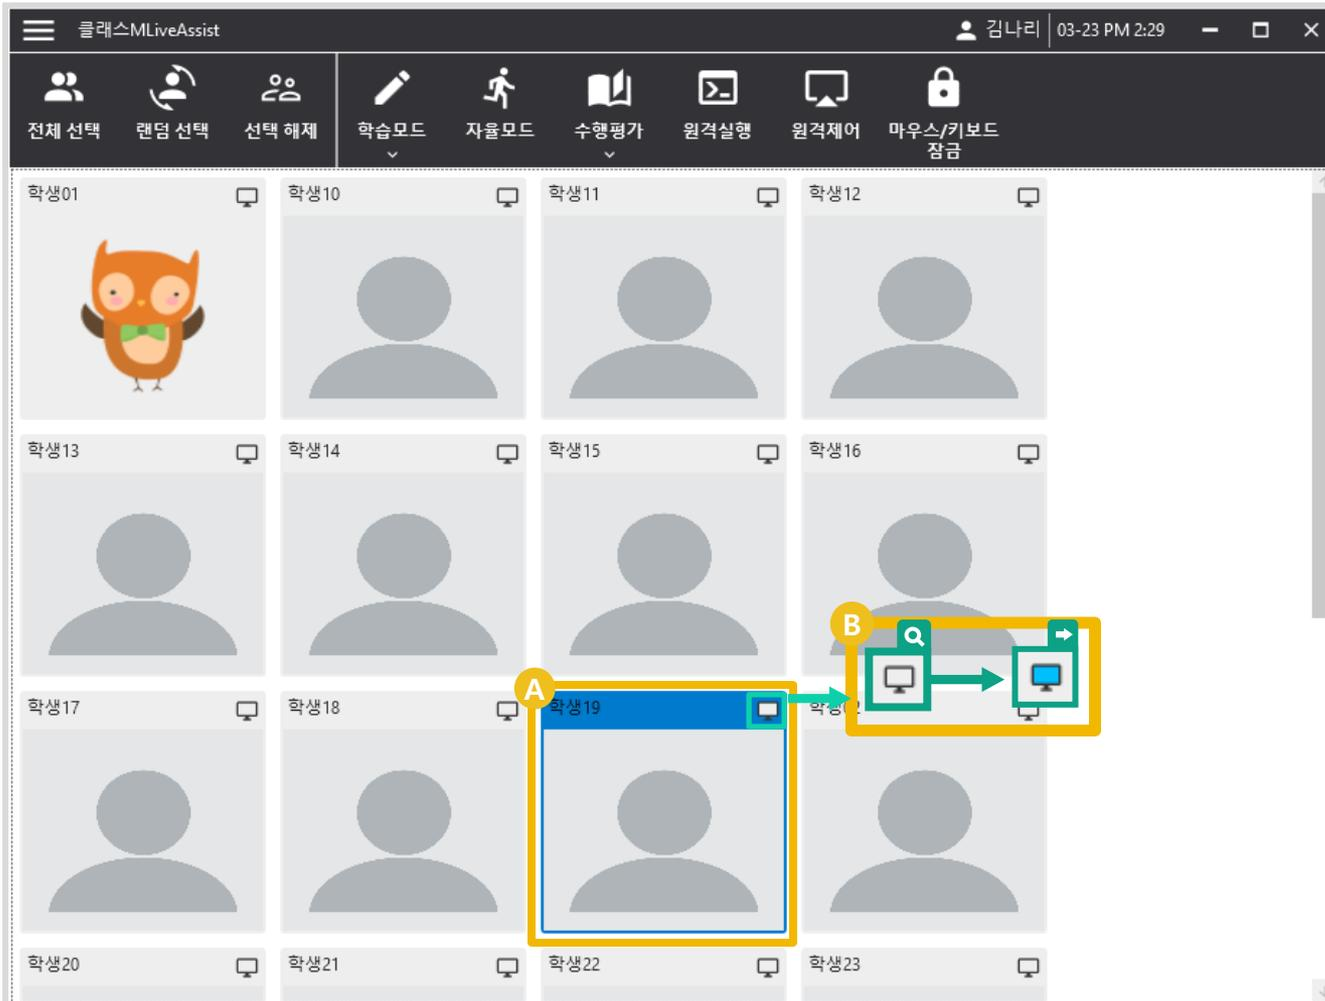 클래스MLiveAssist
김나리
03-23 PM 2:29
전체 선택
랜덤 선택
선택 해제
학습모드
자율모드
수행평가
원격실행
원격제어
마우스/키보드
잠금
학생01
학생10
학생11
학생12
학생13
학생14
학생15
학생16
B
A
학생17
학생18
학생19
학생20
학생21
학생22
학생23